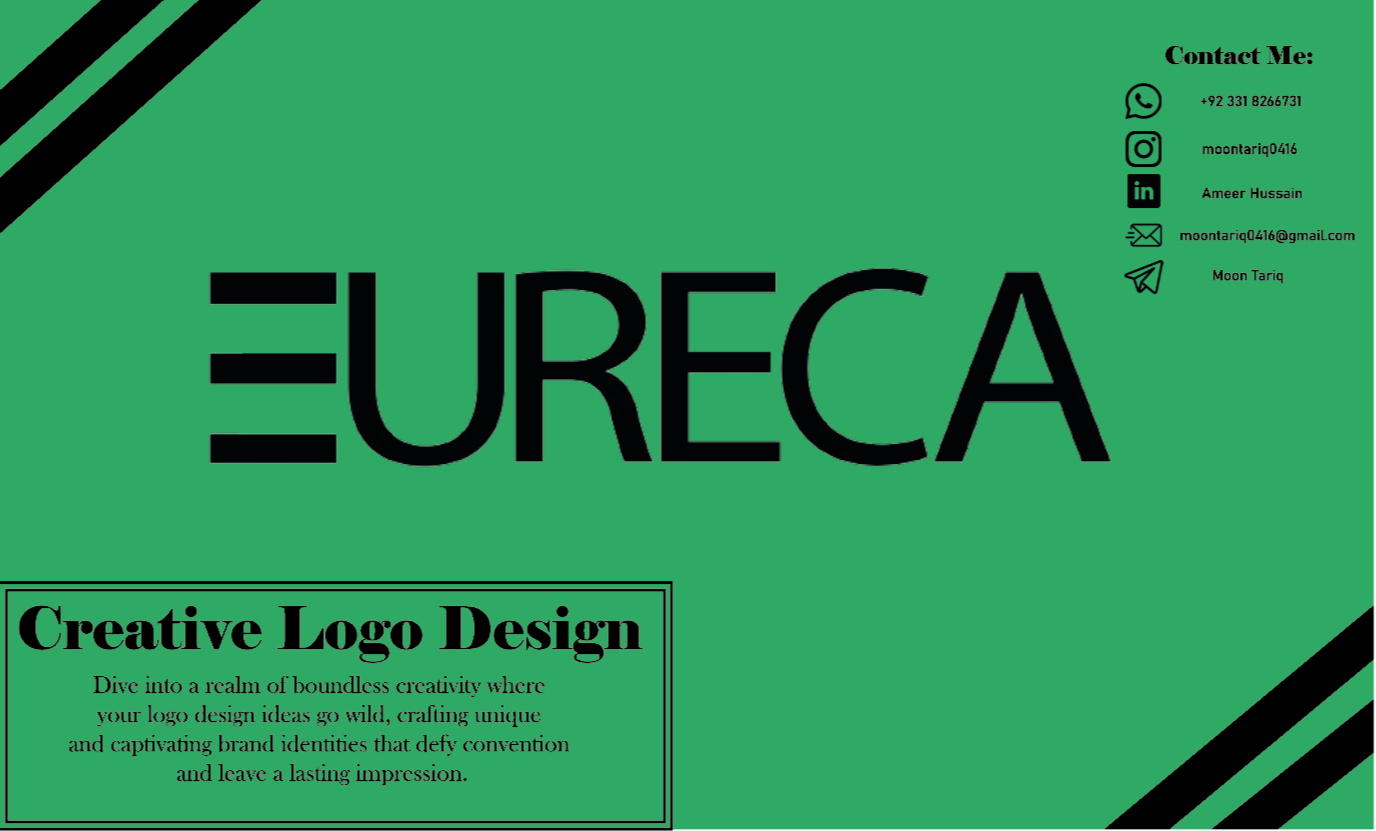 Contact Me:
+92 331 8266731
moontariq0416
in
Ameer Hussain
moontariq0416@gmail.com
Moon Tariq
EURECA
Creative Logo Design
Dive into a realm of boundless creativity where
your logo design ideas go wild, crafting unique
and captivating brand identities that defy convention
and leave a lasting impression.